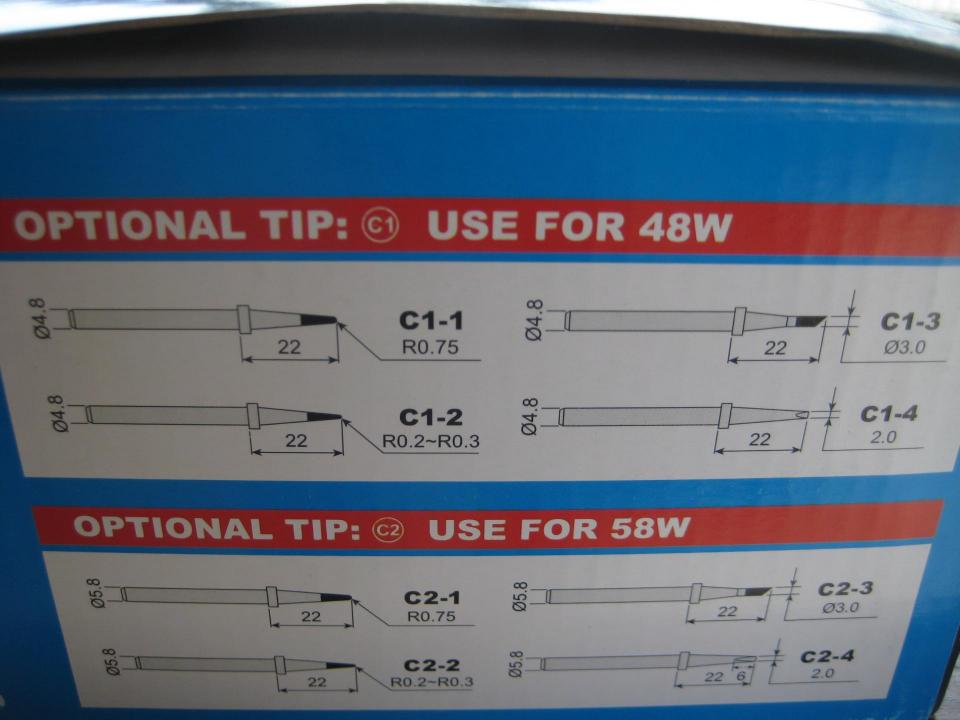 OPTIONAL TIP: C1 USE FOR 48W
Ø4.8
22
C1-1
R0.75
Ø4.8
22
C1-3
Ø3.0
Ø4.8
22
C1-2
R0.2~R0.3
Ø4.8
22
C1-4
2.0
OPTIONAL TIP: C2 USE FOR 58W
Ø5.8
22
C2-1
R0.75
Ø5.8
22
C2-3
Ø3.0
Ø5.8
22
C2-2
R0.2~R0.3
Ø5.8
22 6
C2-4
2.0